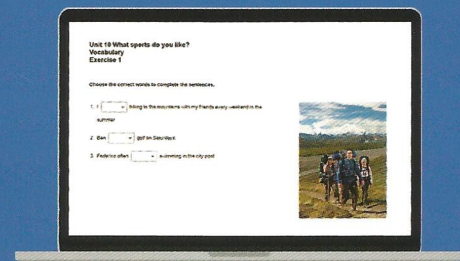 Unit 10 What sports do you like?
Vocabulary
Exercise 1
Choose the correct words to complete the sentences.
1. I hiking in the mountains with my friends every weekend in the
summer
2. Ben golf on Saturdays
3. Federico often swimming in the city pool